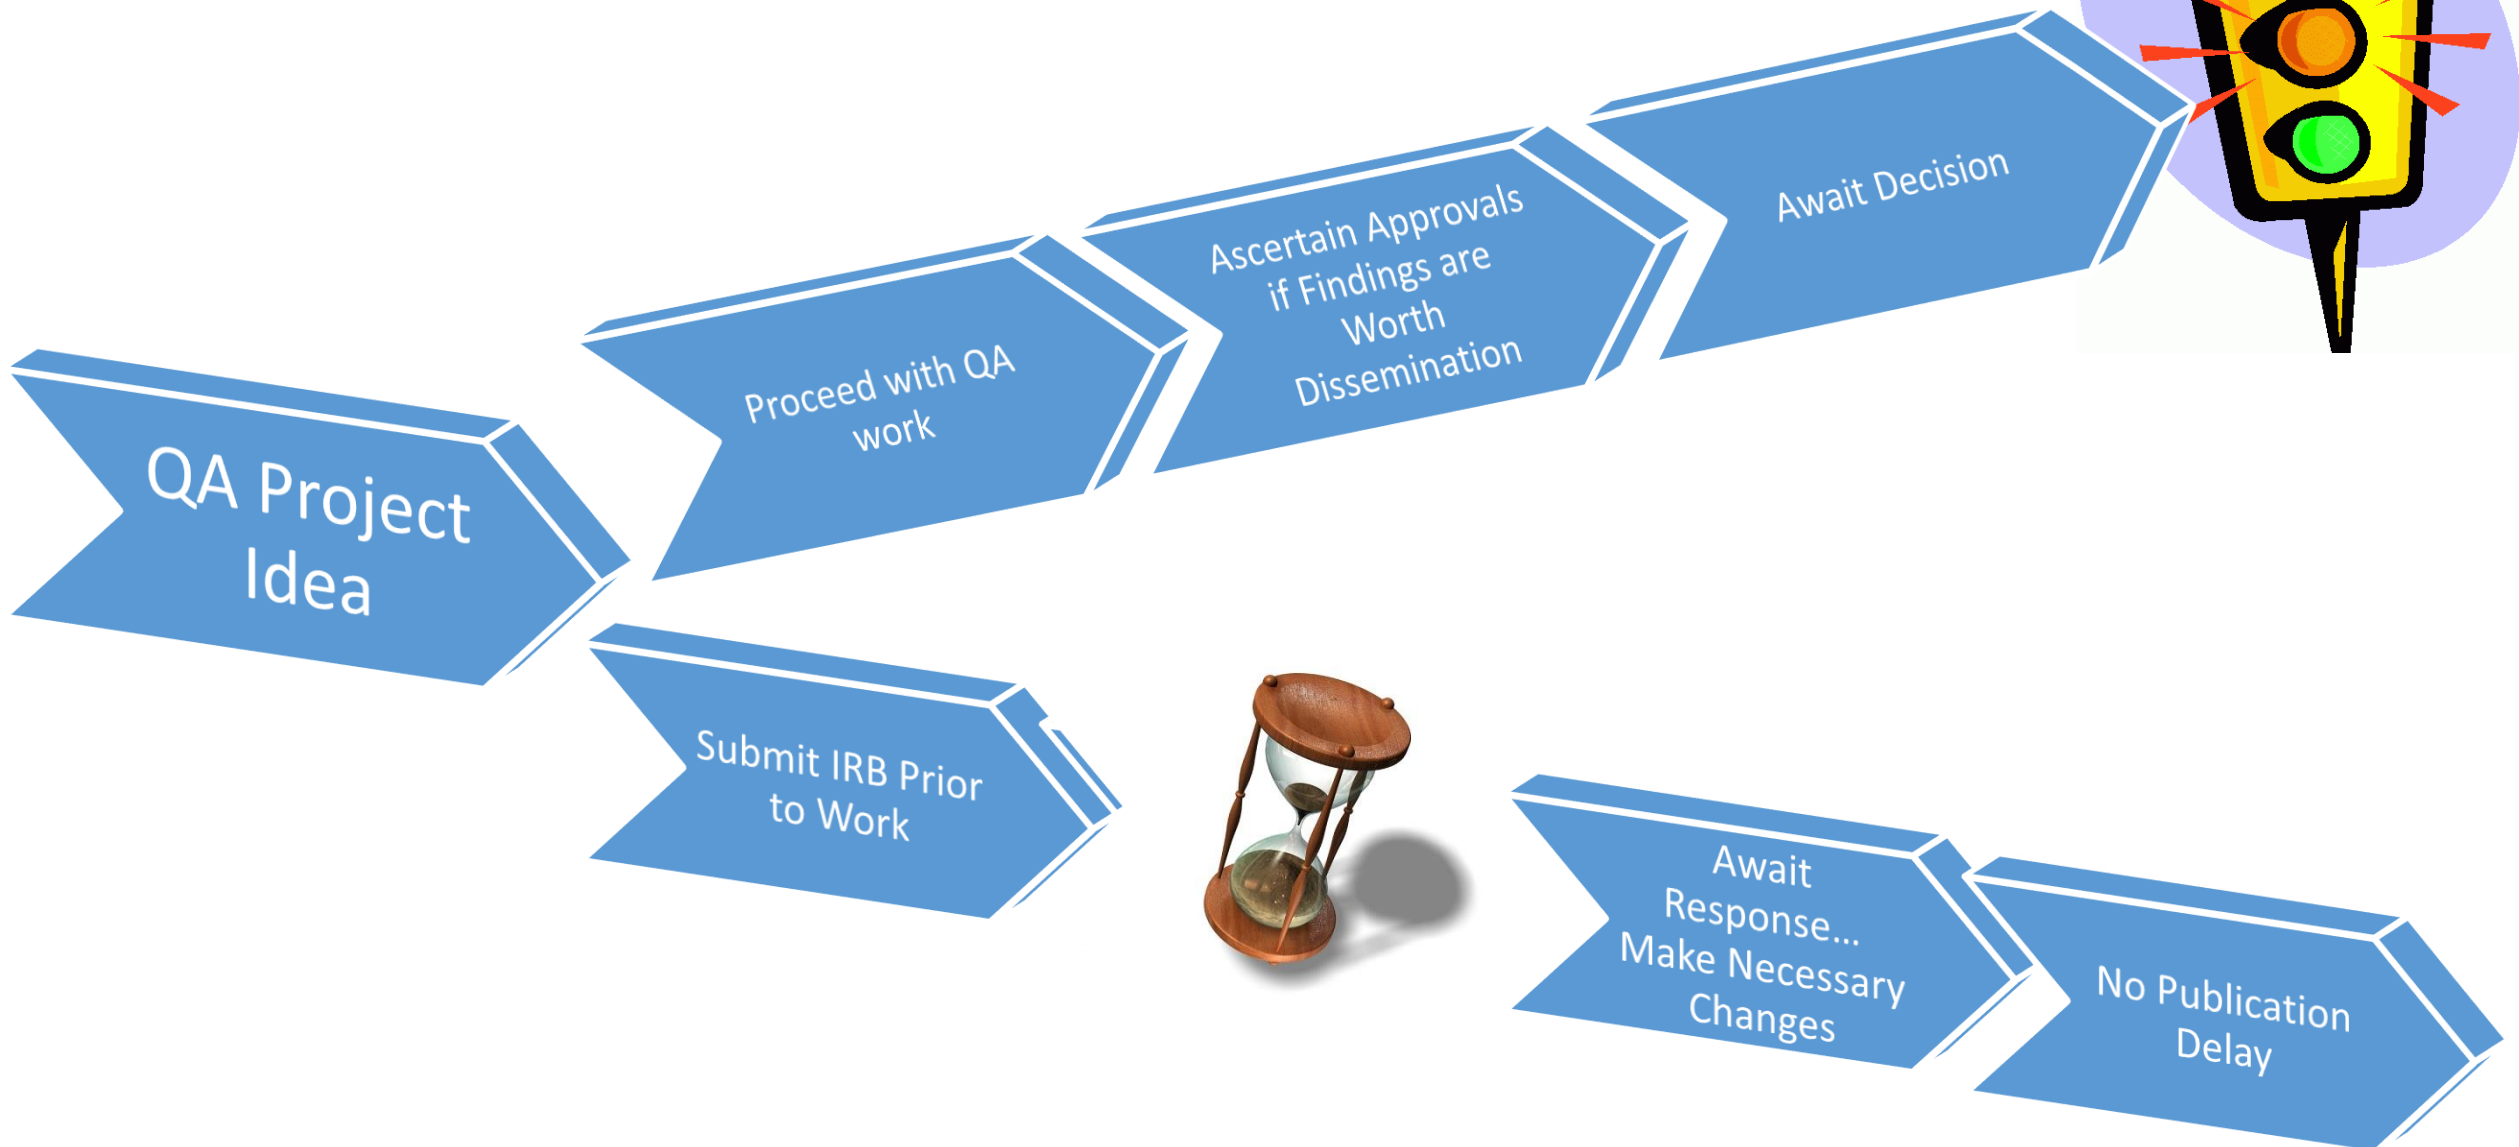 QA Project
Idea
Proceed with QA
work
Ascertain Approvals
if Findings are
Worth
Dissemination
Await Decision
Submit IRB Prior
to Work
Await
Response...
Make Necessary
Changes
No Publication
Delay